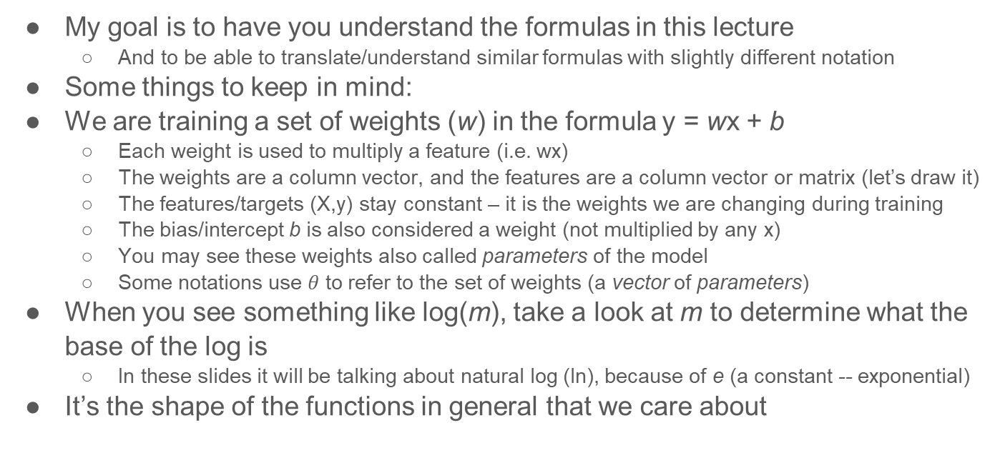 ● My goal is to have you understand the formulas in this lecture
○ And to be able to translate/understand similar formulas with slightly different notation
● Some things to keep in mind:
● We are training a set of weights (w) in the formula y = wx + b
○ Each weight is used to multiply a feature (i.e. wx)
○ The weights are a column vector, and the features are a column vector or matrix (let’s draw it)
○ The features/targets (X,y) stay constant – it is the weights we are changing during training
○ The bias/intercept b is also considered a weight (not multiplied by any x)
○ You may see these weights also called parameters of the model
○ Some notations use θ to refer to the set of weights (a vector of parameters)
● When you see something like log(m), take a look at m to determine what the
base of the log is
○ In these slides it will be talking about natural log (ln), because of e (a constant -- exponential)
● It’s the shape of the functions in general that we care about